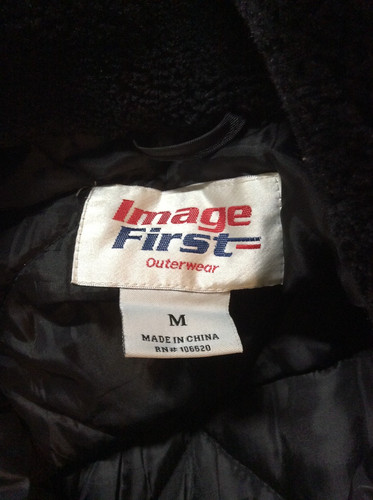 Image
First
Outerwear
M
MADE IN CHINA
RN# 106620